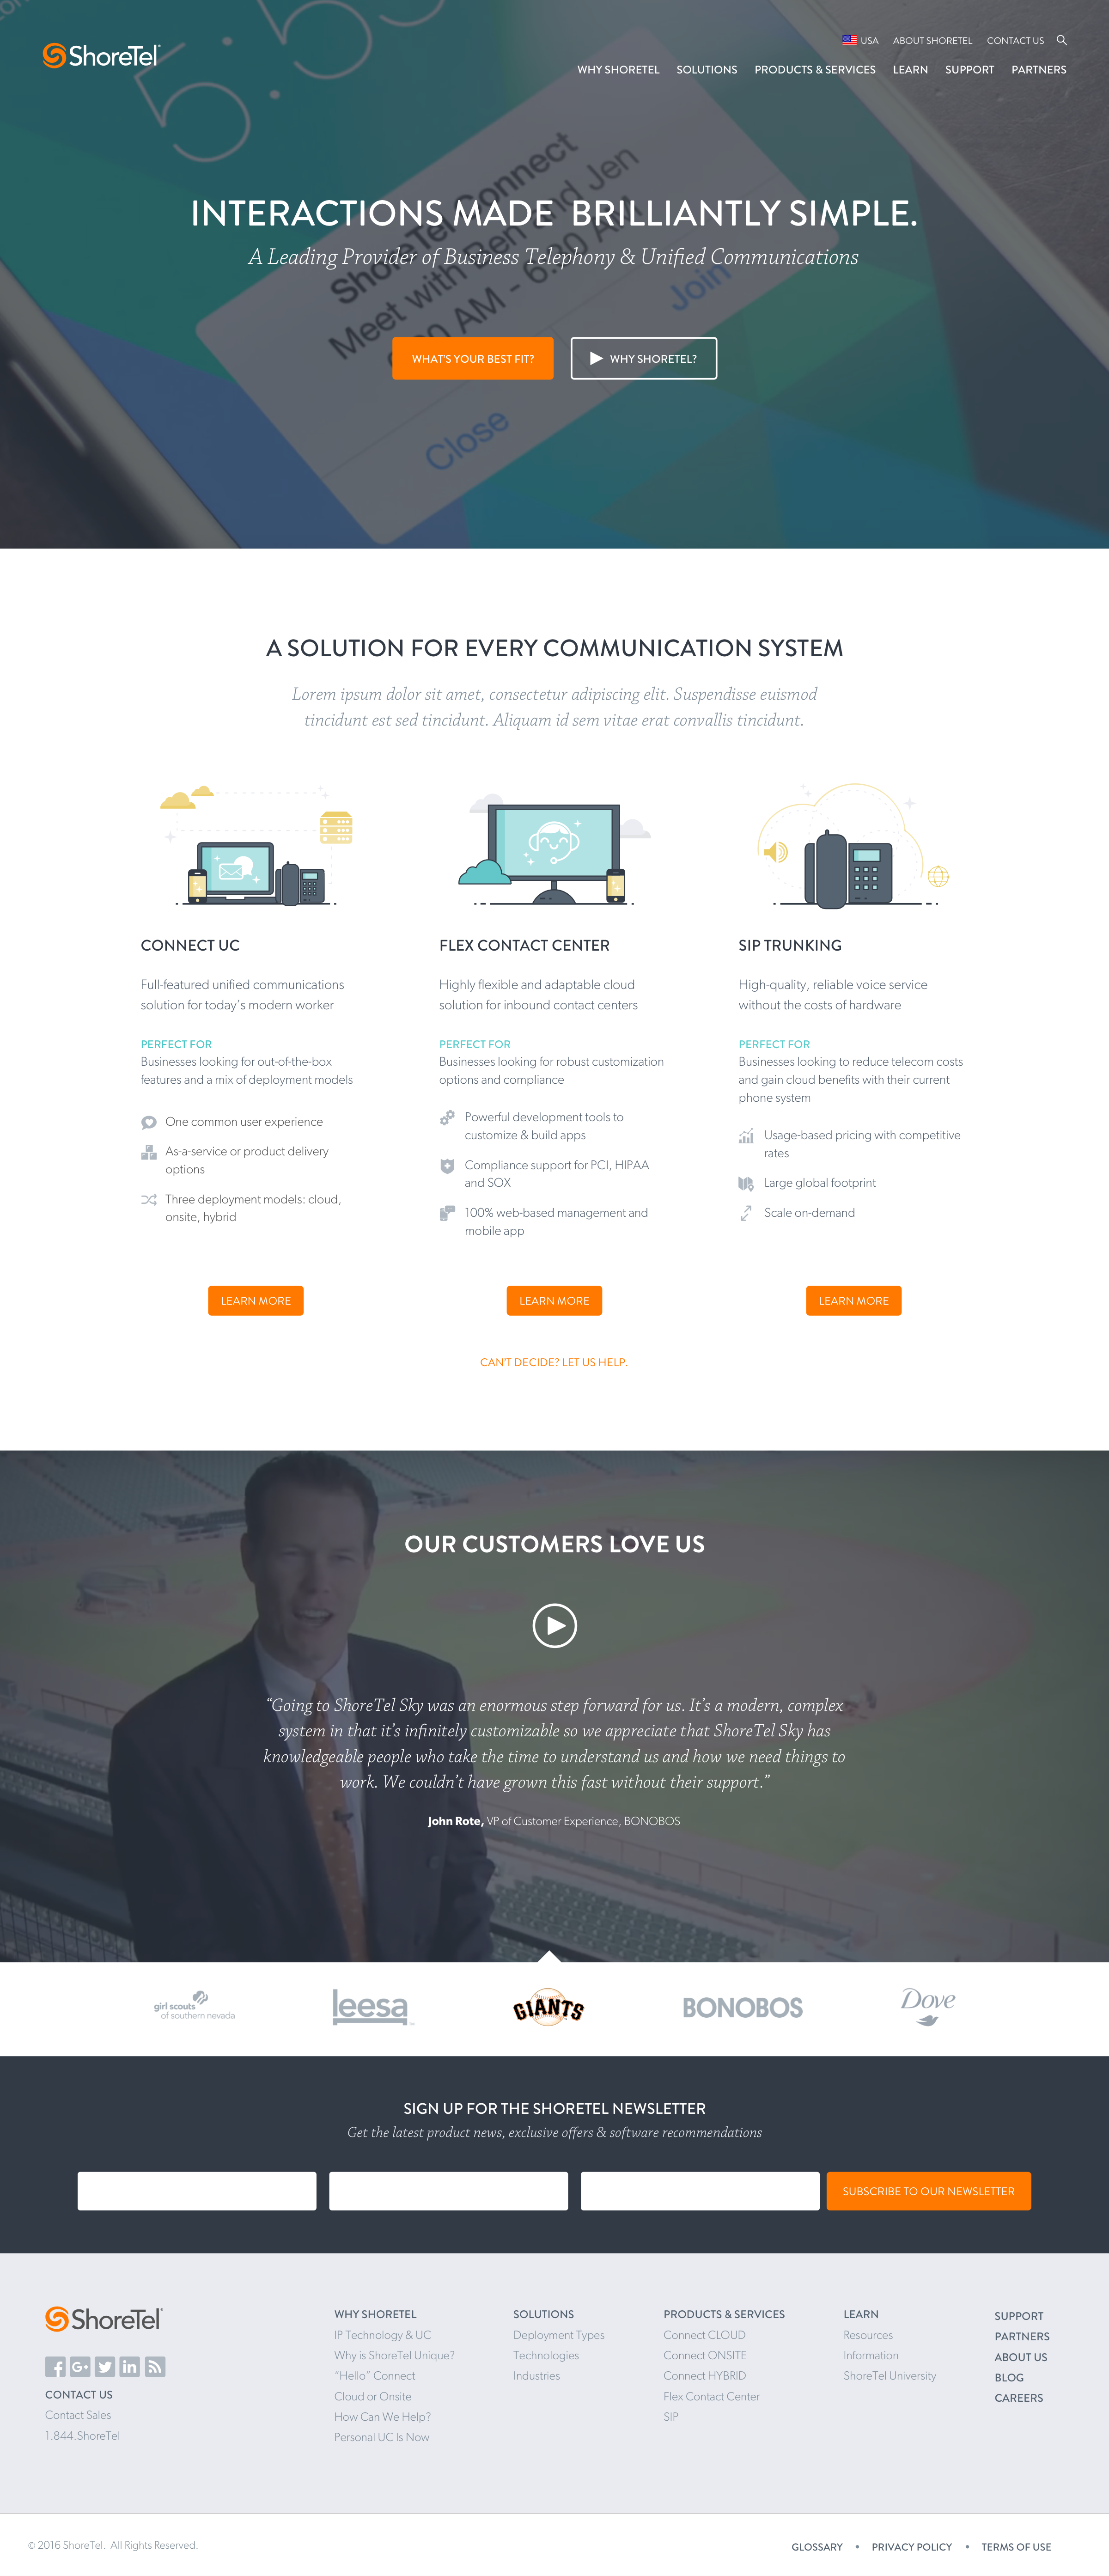 ShoreTel
USA
ABOUT SHORETEL
CONTACT US
WHY SHORETEL
SOLUTIONS
PRODUCTS & SERVICES
LEARN
SUPPORT
PARTNERS
INTERACTIONS MADE BRILLIANTLY SIMPLE.
A Leading Provider of Business Telephony & Unified Communications
Join
WHAT'S YOUR BEST FIT?
WHY SHORETEL?
Close
A SOLUTION FOR EVERY COMMUNICATION SYSTEM
Lorem ipsum dolor sit amet, consectetur adipiscing elit. Suspendisse euismod
tincidunt est sed tincidunt. Aliquam id sem vitae erat convallis tincidunt.
CONNECT UC
Full-featured unified communications
solution for today's modern worker
PERFECT FOR
Businesses looking for out-of-the-box
features and a mix of deployment models
One common user experience
As-a-service or product delivery
options
Three deployment models: cloud,
onsite, hybrid
LEARN MORE
FLEX CONTACT CENTER
Highly flexible and adaptable cloud
solution for inbound contact centers
PERFECT FOR
Businesses looking for robust customization
options and compliance
Powerful development tools to
customize & build apps
Compliance support for PCI, HIPAA
and SOX
100% web-based management and
mobile app
LEARN MORE
SIP TRUNKING
High-quality, reliable voice service
without the costs of hardware
PERFECT FOR
Businesses looking to reduce telecom costs
and gain cloud benefits with their current
phone system
Usage-based pricing with competitive
rates
Large global footprint
Scale on-demand
LEARN MORE
CAN'T DECIDE? LET US HELP.
OUR CUSTOMERS LOVE US
“Going to ShoreTel Sky was an enormous step forward for us. It’s a modern, complex
system in that it’s infinitely customizable so we appreciate that ShoreTel Sky has
knowledgeable people who take the time to understand us and how we need things to
work. We couldn’t have grown this fast without their support.”
John Rote, VP of Customer Experience, BONOBOS
girl scouts
of southern nevada
leesa
GIANTS
BONOBOS
Dove
SIGN UP FOR THE SHORETEL NEWSLETTER
Get the latest product news, exclusive offers & software recommendations
SUBSCRIBE TO OUR NEWSLETTER
ShoreTel
CONTACT US
Contact Sales
1.844.ShoreTel
WHY SHORETEL
IP Technology & UC
Why is ShoreTel Unique?
"Hello" Connect
Cloud or Onsite
How Can We Help?
Personal UC Is Now
SOLUTIONS
Deployment Types
Technologies
Industries
PRODUCTS & SERVICES
Connect CLOUD
Connect ONSITE
Connect HYBRID
Flex Contact Center
SIP
LEARN
Resources
Information
ShoreTel University
SUPPORT
PARTNERS
ABOUT US
BLOG
CAREERS
© 2016 ShoreTel. All Rights Reserved.
GLOSSARY • PRIVACY POLICY • TERMS OF USE